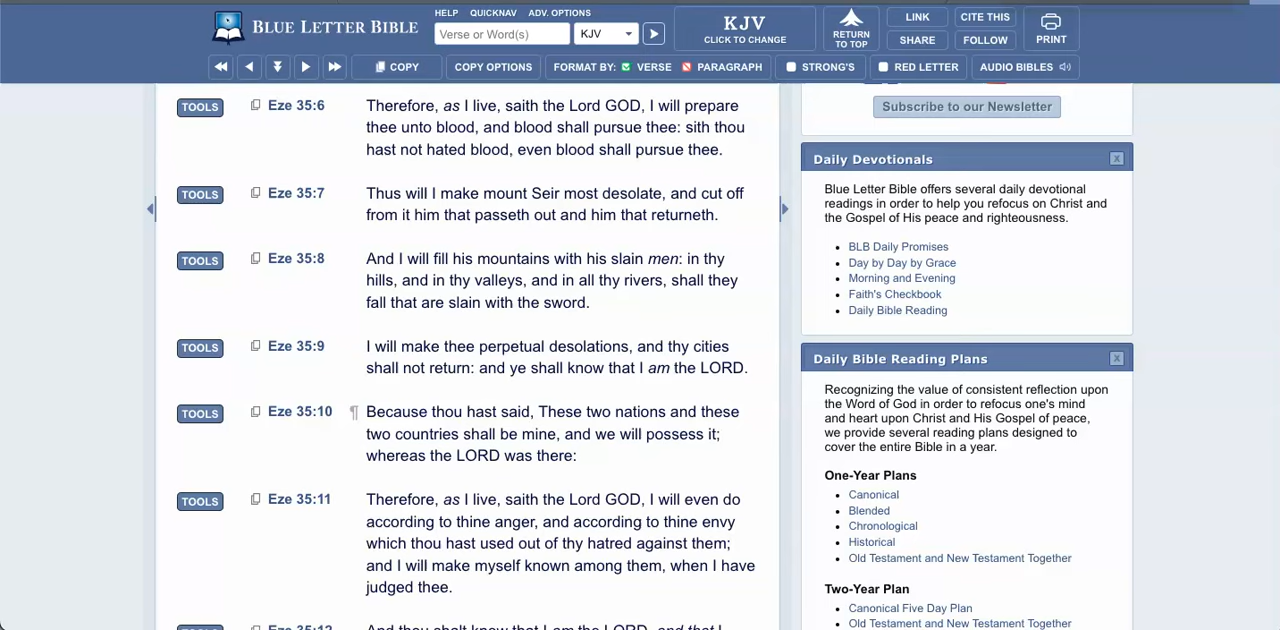 BLUE LETTER BIBLE
HELP QUICKNAV ADV. OPTIONS
Verse or Word(s) KJV
KJV
CLICK TO CHANGE
RETURN
TO TOP
LINK CITE THIS
SHARE FOLLOW
PRINT
COPY COPY OPTIONS FORMAT BY: VERSE PARAGRAPH STRONG'S RED LETTER AUDIO BIBLES
TOOLS Eze 35:6 Therefore, as I live, saith the Lord GOD, I will prepare
thee unto blood, and blood shall pursue thee: sith thou
hast not hated blood, even blood shall pursue thee.
TOOLS Eze 35:7 Thus will I make mount Seir most desolate, and cut off
from it him that passeth out and him that returneth.
TOOLS Eze 35:8 And I will fill his mountains with his slain men: in thy
hills, and in thy valleys, and in all thy rivers, shall they
fall that are slain with the sword.
TOOLS Eze 35:9 I will make thee perpetual desolations, and thy cities
shall not return: and ye shall know that I am the LORD.
TOOLS Eze 35:10 ¶ Because thou hast said, These two nations and these
two countries shall be mine, and we will possess it;
whereas the LORD was there:
TOOLS Eze 35:11 Therefore, as I live, saith the Lord GOD, I will even do
according to thine anger, and according to thine envy
which thou hast used out of thy hatred against them;
and I will make myself known among them, when I have
judged thee.
Eze 35:12 And thou shalt know that I am the LORD, and that I
Subscribe to our Newsletter
Daily Devotionals x
Blue Letter Bible offers several daily devotional
readings in order to help you refocus on Christ and
the Gospel of His peace and righteousness.
BLB Daily Promises
Day by Day by Grace
Morning and Evening
Faith's Checkbook
Daily Bible Reading
Daily Bible Reading Plans x
Recognizing the value of consistent reflection upon
the Word of God in order to refocus one's mind
and heart upon Christ and His Gospel of peace,
we provide several reading plans designed to
cover the entire Bible in a year.
One-Year Plans
Canonical
Blended
Chronological
Historical
Old Testament and New Testament Together
Two-Year Plan
Canonical Five Day Plan
Old Testament and New Testament Together